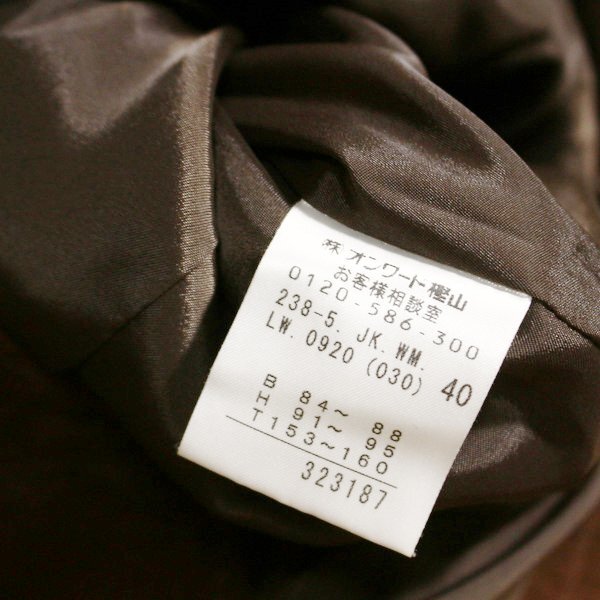 ㈱ オンワード樫山
お客様相談室
0120-586-300
238-5. JK.WM.
LW. 0920 (030) 40
B 84～ 88
H 91～ 95
T 153～160
323187